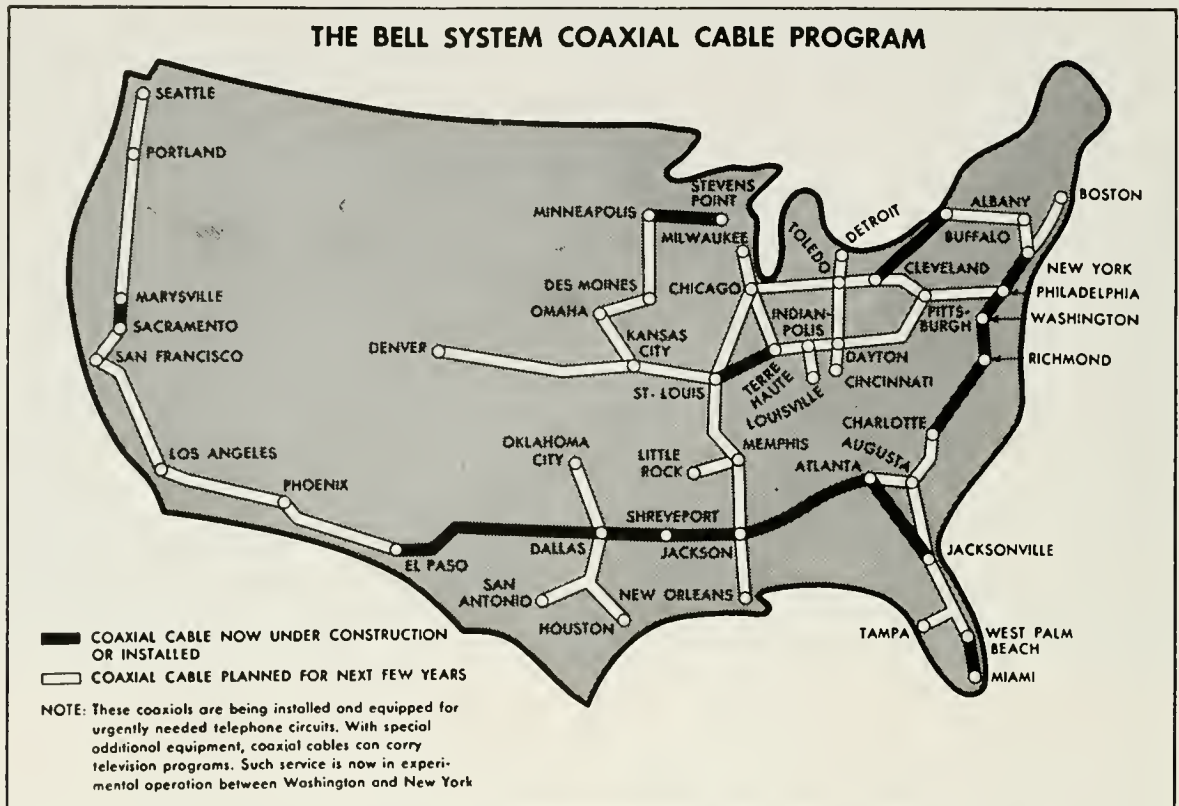 THE BELL SYSTEM COAXIAL CABLE PROGRAM
SEATTLE
PORTLAND
MARYSVILLE
SACRAMENTO
SAN FRANCISCO
LOS ANGELES
PHOENIX
EL PASO
DENVER
MINNEAPOLIS
STEVENS
POINT
MILWAUKEE
DES MOINES
OMAHA
KANSAS
CITY
CHICAGO
ST. LOUIS
TOLEDO
DETROIT
INDIAN-
POLIS
TERRE
HAUTE
LOUISVILLE
DAYTON
CINCINNATI
CLEVELAND
PITTS-
BURGH
ALBANY
BUFFALO
BOSTON
NEW YORK
PHILADELPHIA
WASHINGTON
RICHMOND
CHARLOTTE
AUGUSTA
ATLANTA
OKLAHOMA
CITY
LITTLE
ROCK
MEMPHIS
DALLAS
SHREVEPORT
JACKSON
SAN
ANTONIO
HOUSTON
NEW ORLEANS
JACKSONVILLE
TAMPA
WEST PALM
BEACH
MIAMI
COAXIAL CABLE NOW UNDER CONSTRUCTION
OR INSTALLED
COAXIAL CABLE PLANNED FOR NEXT FEW YEARS
NOTE: These coaxials are being installed and equipped for
urgently needed telephone circuits. With special
additional equipment, coaxial cables can carry
television programs. Such service is now in experi-
mental operation between Washington and New York